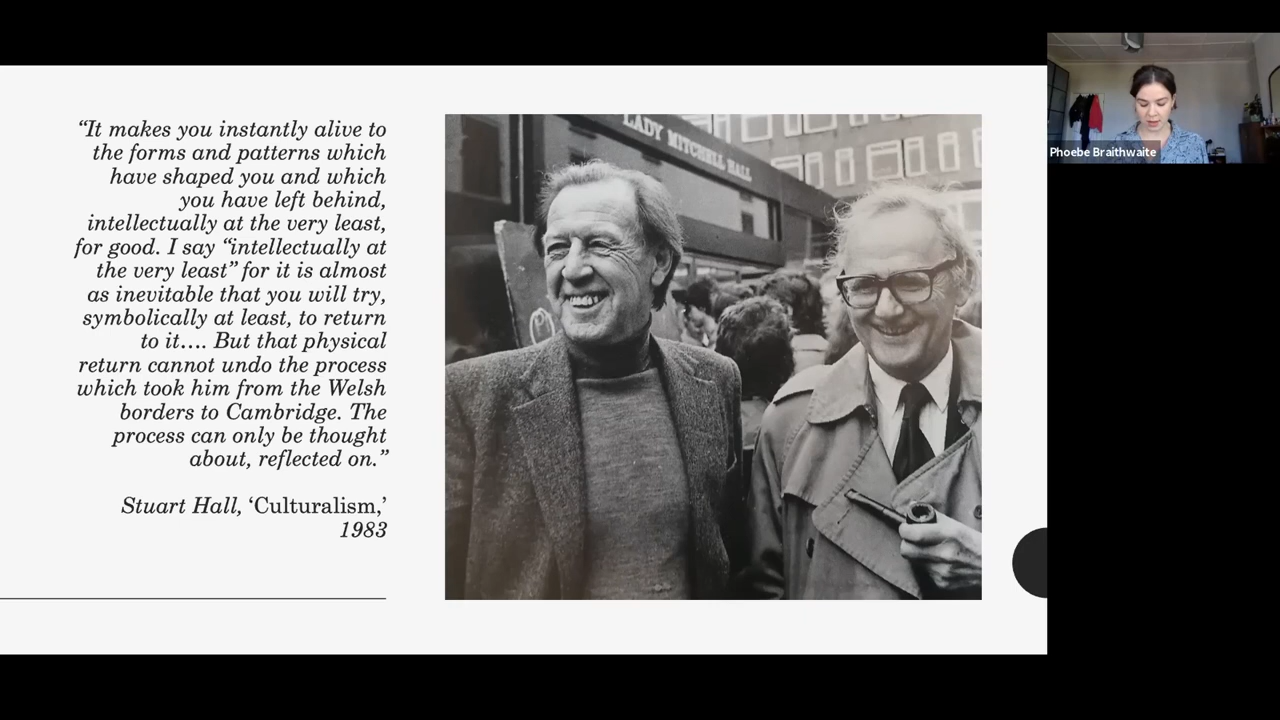 “It makes you instantly alive to
the forms and patterns which
have shaped you and which
you have left behind,
intellectually at the very least,
for good. I say “intellectually at
the very least” for it is almost
as inevitable that you will try,
symbolically at least, to return
to it…. But that physical
return cannot undo the process
which took him from the Welsh
borders to Cambridge. The
process can only be thought
about, reflected on.”
Stuart Hall, ‘Culturalism,’
1983
LADY MITCHELL HALL
Phoebe Braithwaite